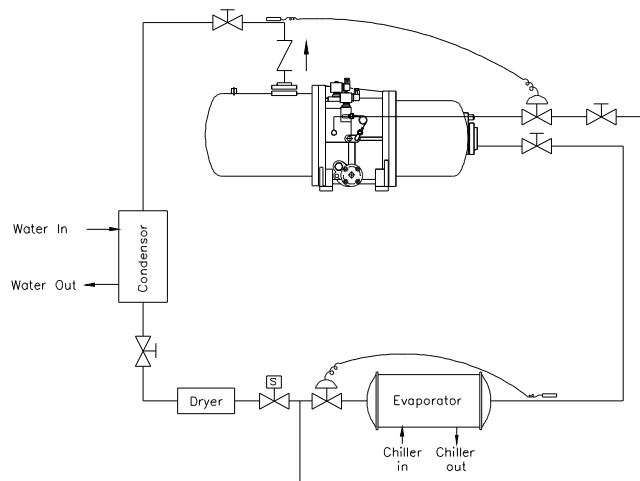 Water In
Water Out
Condensor
S
Dryer
Evaporator
Chiller
in
Chiller
out